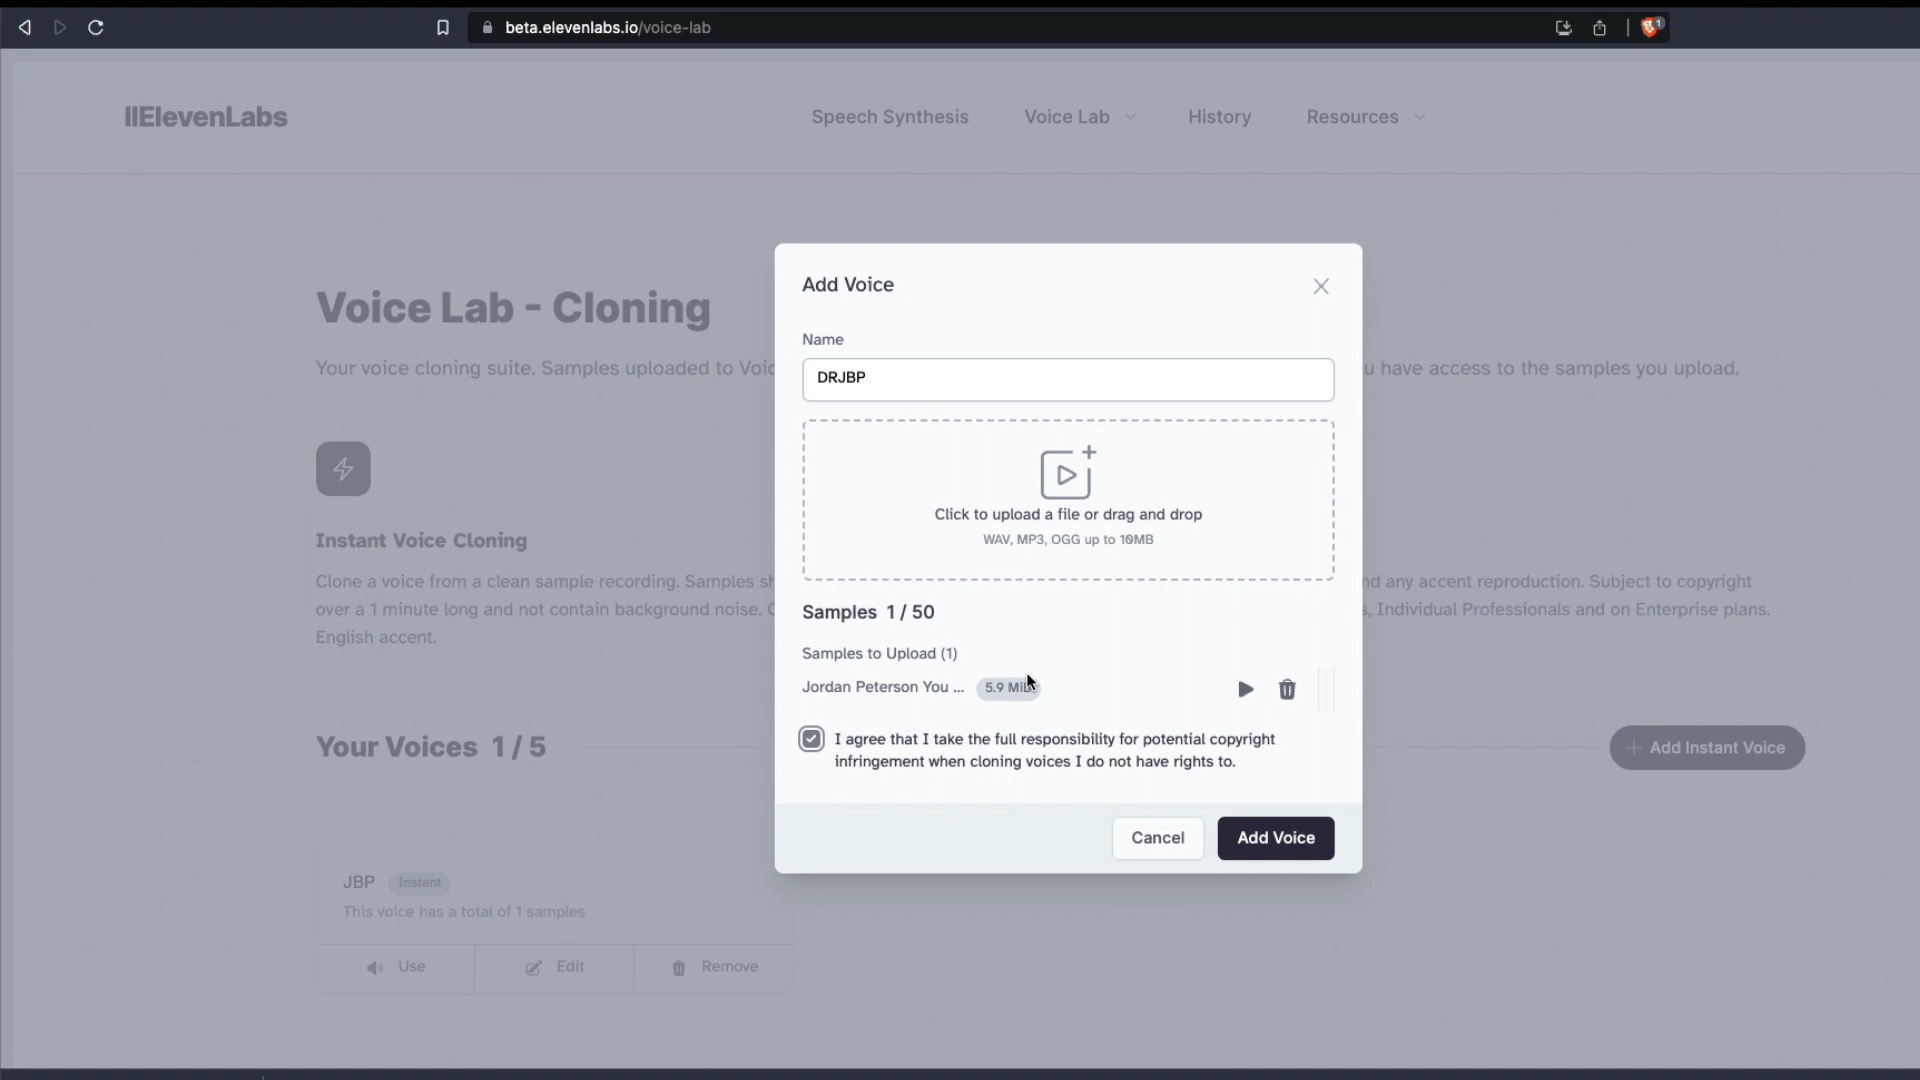 beta.elevenlabs.io/voice-lab
1
IIElevenLabs
Speech Synthesis
Voice Lab
History
Resources
Voice Lab - Cloning
Your voice cloning suite. Samples uploaded to Voic
u have access to the samples you upload.
Instant Voice Cloning
Clone a voice from a clean sample recording. Samples sh
nd any accent reproduction. Subject to copyright
over a 1 minute long and not contain background noise.
s, Individual Professionals and on Enterprise plans.
English accent.
Your Voices 1 / 5
+ Add Instant Voice
JBP Instant
This voice has a total of 1 samples
Use
Edit
Remove
Add Voice
Name
DRJBP
Click to upload a file or drag and drop
WAV, MP3, OGG up to 10MB
Samples 1 / 50
Samples to Upload (1)
Jordan Peterson You ... 5.9
I agree that I take the full responsibility for potential copyright
infringement when cloning voices I do not have rights to.
Cancel
Add Voice